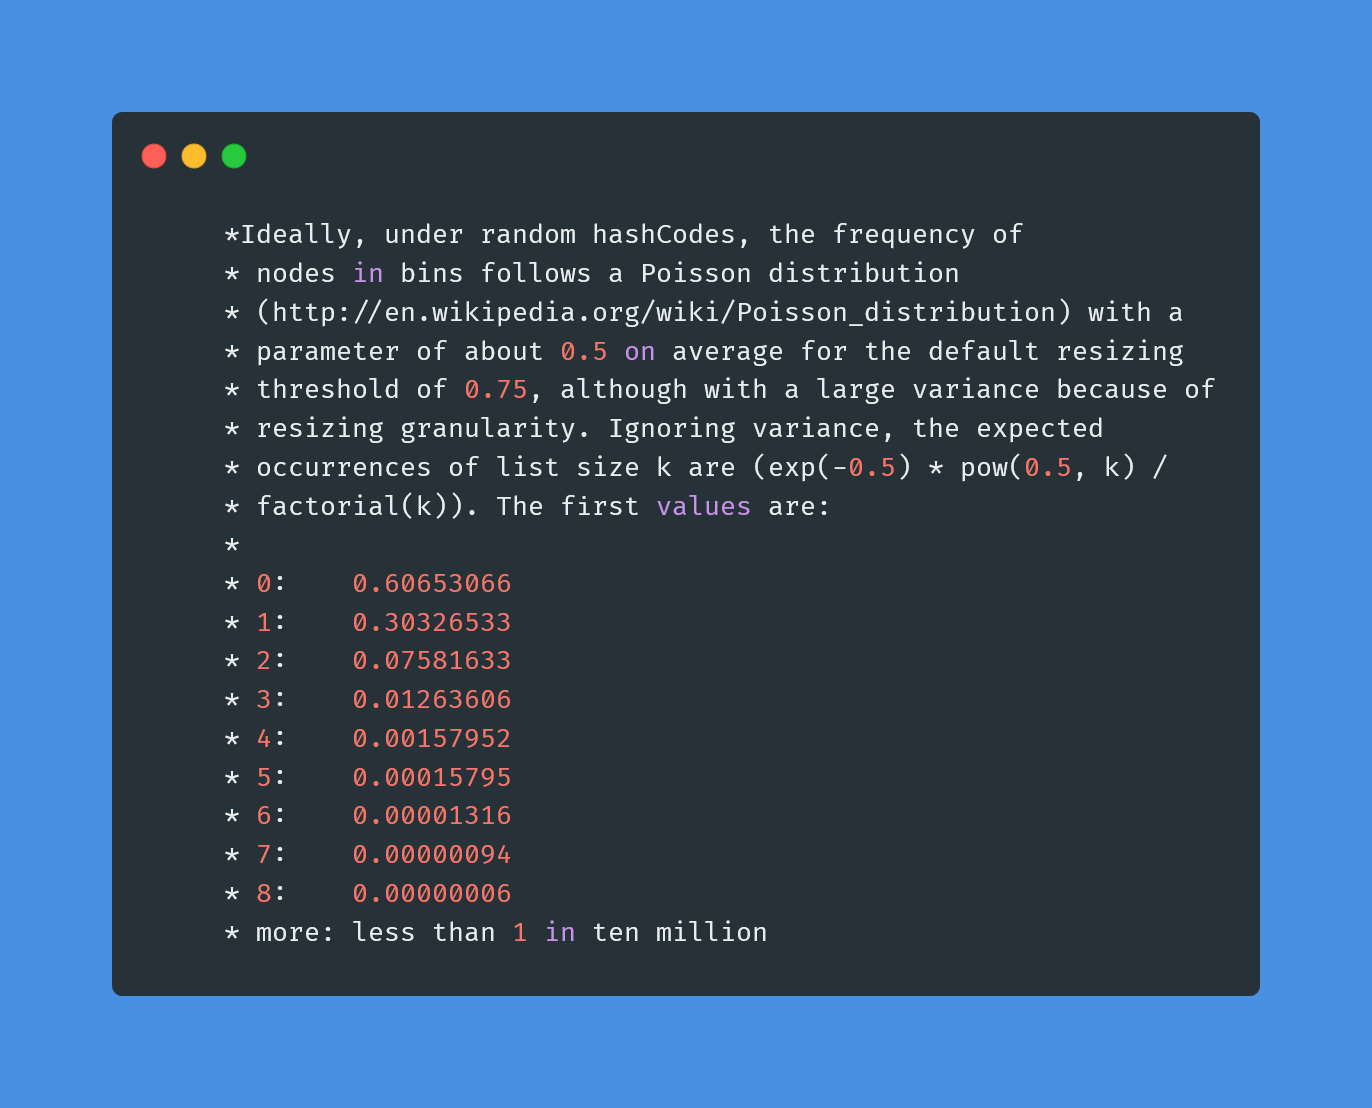 *Ideally, under random hashCodes, the frequency of
* nodes in bins follows a Poisson distribution
* (http://en.wikipedia.org/wiki/Poisson_distribution) with a
* parameter of about 0.5 on average for the default resizing
* threshold of 0.75, although with a large variance because of
* resizing granularity. Ignoring variance, the expected
* occurrences of list size k are (exp(-0.5) * pow(0.5, k) /
* factorial(k)). The first values are:
*
* 0:    0.60653066
* 1:    0.30326533
* 2:    0.07581633
* 3:    0.01263606
* 4:    0.00157952
* 5:    0.00015795
* 6:    0.00001316
* 7:    0.00000094
* 8:    0.00000006
* more: less than 1 in ten million